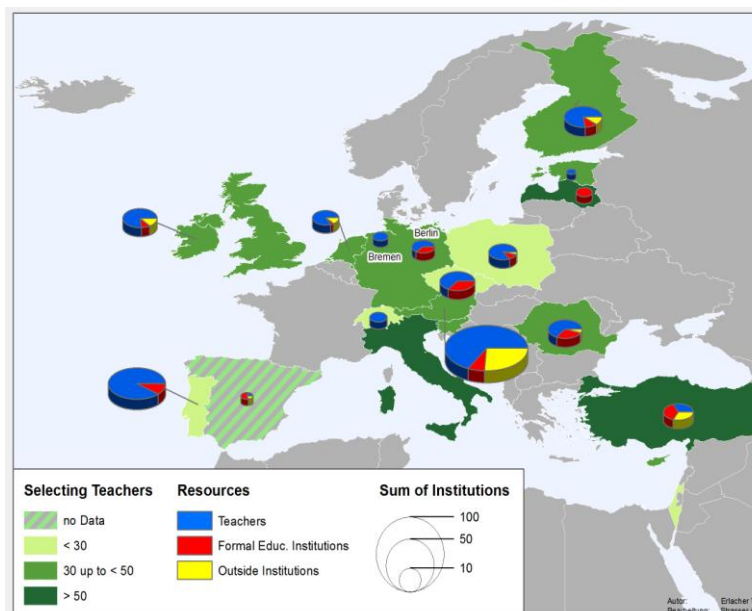 Berlin
Bremen
Selecting Teachers
no Data
< 30
30 up to < 50
> 50
Resources
Teachers
Formal Educ. Institutions
Outside Institutions
Sum of Institutions
100
50
10
Autor: Erlacher